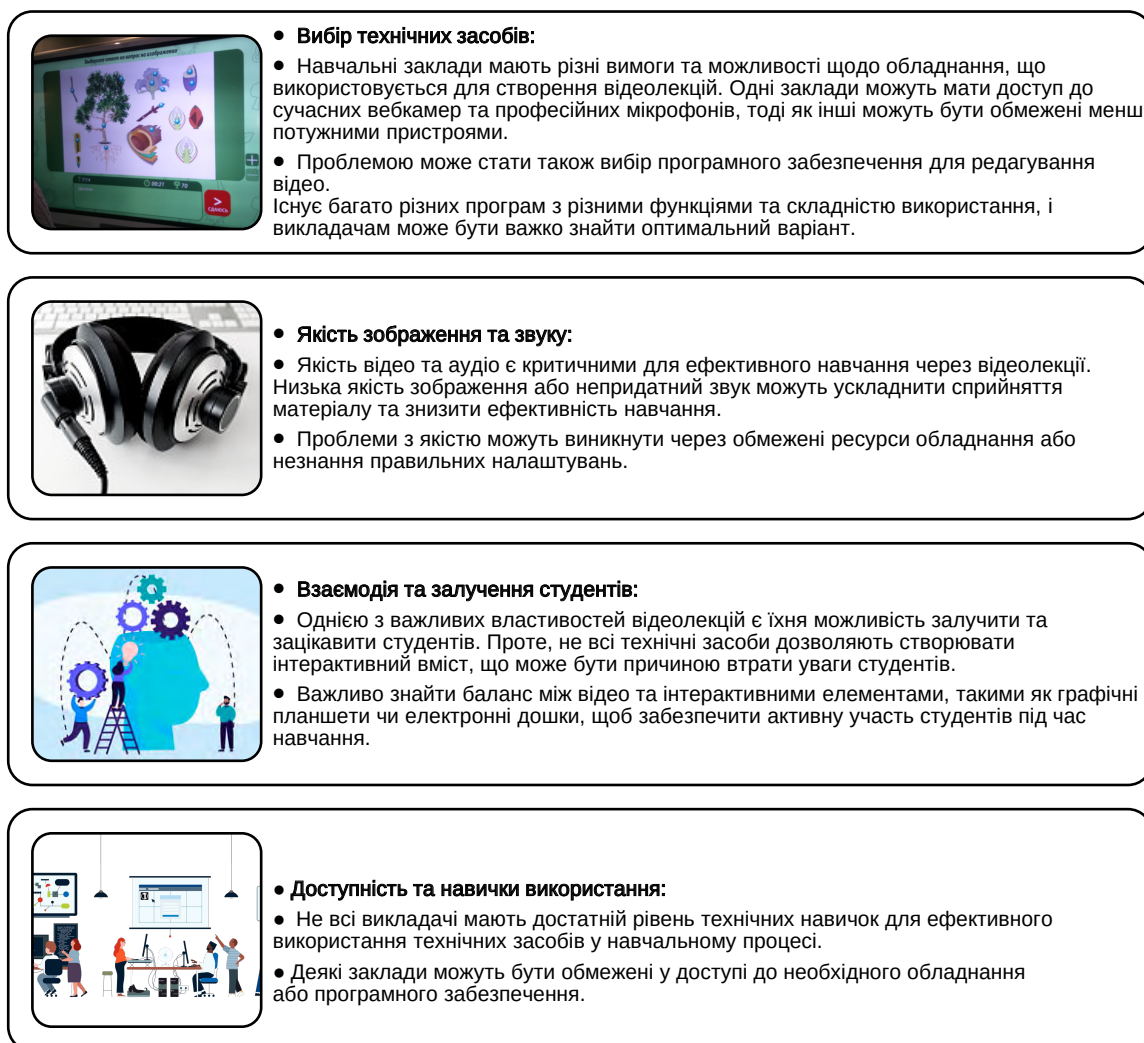 ● Вибір технічних засобів:
● Навчальні заклади мають різні вимоги та можливості щодо обладнання, що
використовується для створення відеолекцій. Одні заклади можуть мати доступ до
сучасних вебкамер та професійних мікрофонів, тоді як інші можуть бути обмежені менш
потужними пристроями.
● Проблемою може стати також вибір програмного забезпечення для редагування
відео.
Існує багато різних програм з різними функціями та складністю використання, і
викладачам може бути важко знайти оптимальний варіант.
00:21
70
сдаюсь
● Якість зображення та звуку:
● Якість відео та аудіо є критичними для ефективного навчання через відеолекції.
Низька якість зображення або непридатний звук можуть ускладнити сприйняття
матеріалу та знизити ефективність навчання.
● Проблеми з якістю можуть виникнути через обмежені ресурси обладнання або
незнання правильних налаштувань.
● Взаємодія та залучення студентів:
● Однією з важливих властивостей відеолекцій є їхня можливість залучити та
зацікавити студентів. Проте, не всі технічні засоби дозволяють створювати
інтерактивний вміст, що може бути причиною втрати уваги студентів.
● Важливо знайти баланс між відео та інтерактивними елементами, такими як графічні
планшети чи електронні дошки, щоб забезпечити активну участь студентів під час
навчання.
● Доступність та навички використання:
● Не всі викладачі мають достатній рівень технічних навичок для ефективного
використання технічних засобів у навчальному процесі.
● Деякі заклади можуть бути обмежені у доступі до необхідного обладнання
або програмного забезпечення.